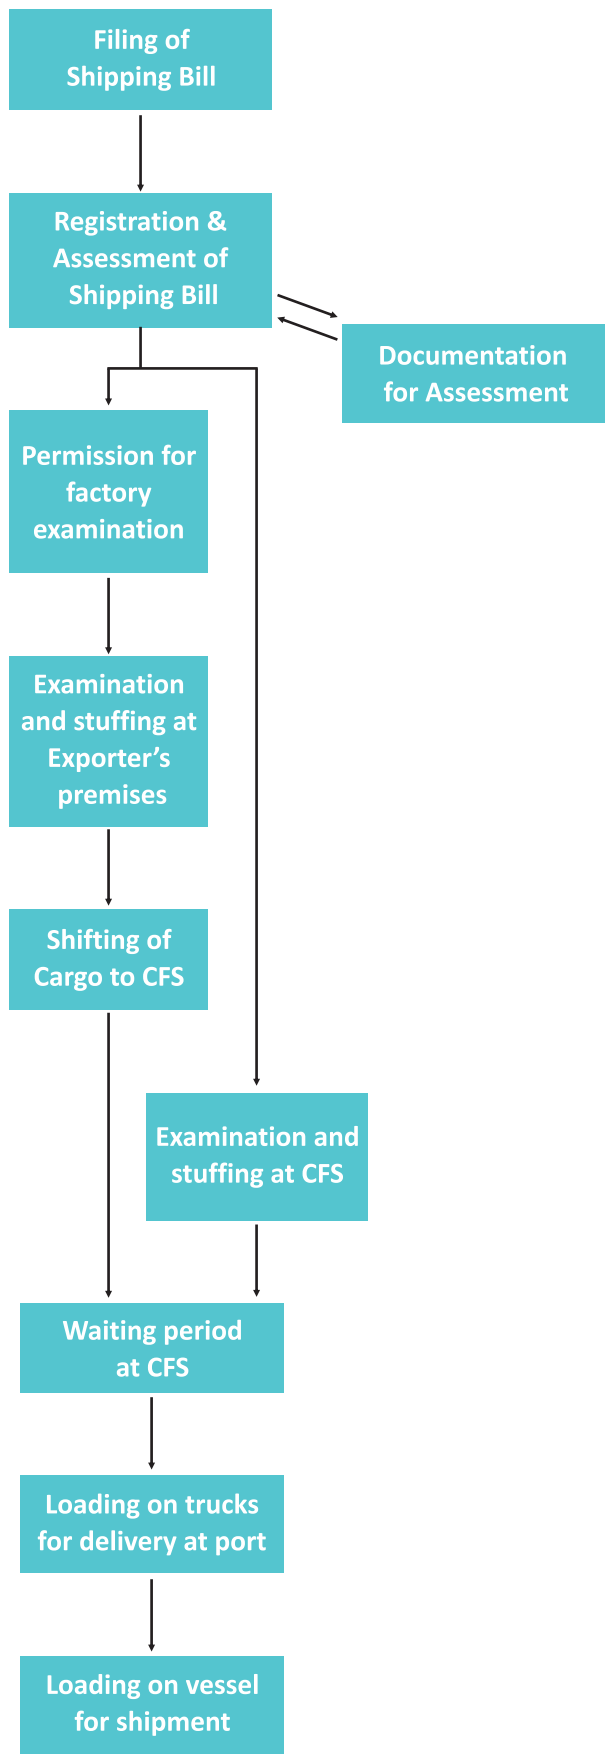 Filing of
Shipping Bill
Registration &
Assessment of
Shipping Bill
Documentation
for Assessment
Permission for
factory
examination
Examination
and stuffing at
Exporter’s
premises
Shifting of
Cargo to CFS
Examination and
stuffing at CFS
Waiting period
at CFS
Loading on trucks
for delivery at port
Loading on vessel
for shipment